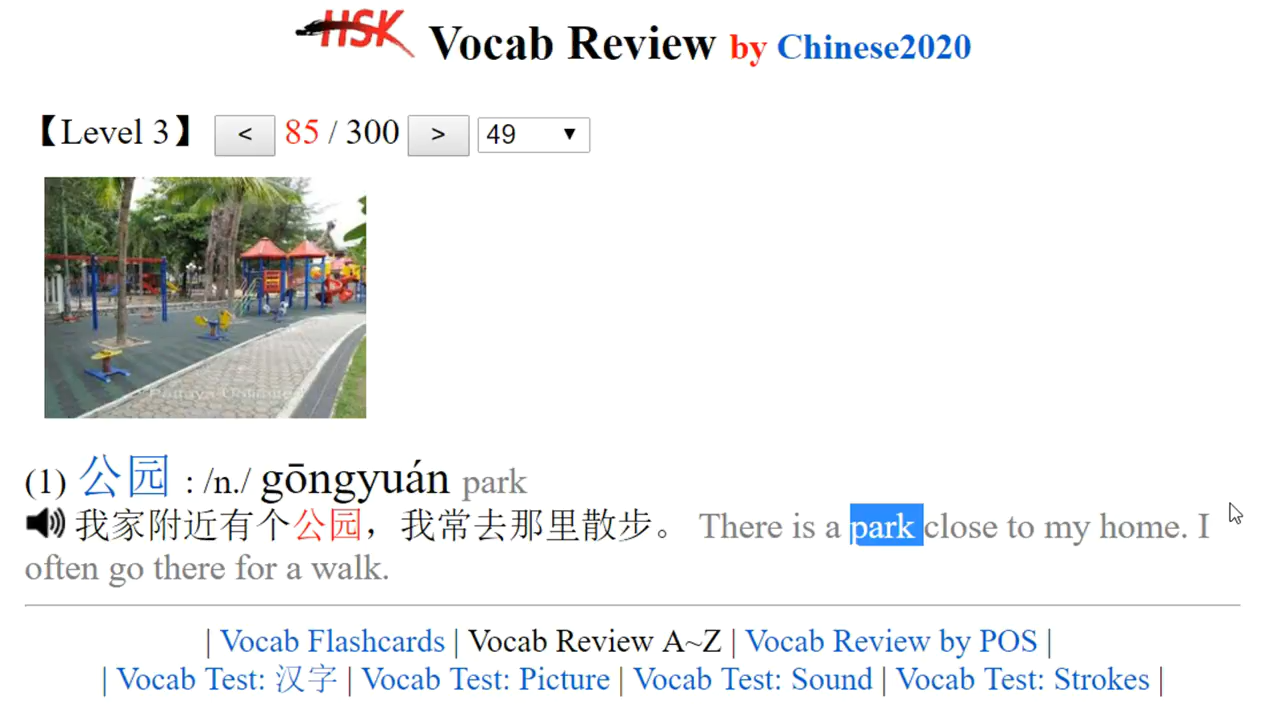 HSK Vocab Review by Chinese2020
【Level 3】 < 85 / 300 > 49 ▼
(1) 公园 : /n./ gōngyuán park
我家附近有个公园，我常去那里散步。 There is a park close to my home. I
often go there for a walk.
| Vocab Flashcards | Vocab Review A~Z | Vocab Review by POS |
| Vocab Test: 汉字 | Vocab Test: Picture | Vocab Test: Sound | Vocab Test: Strokes |